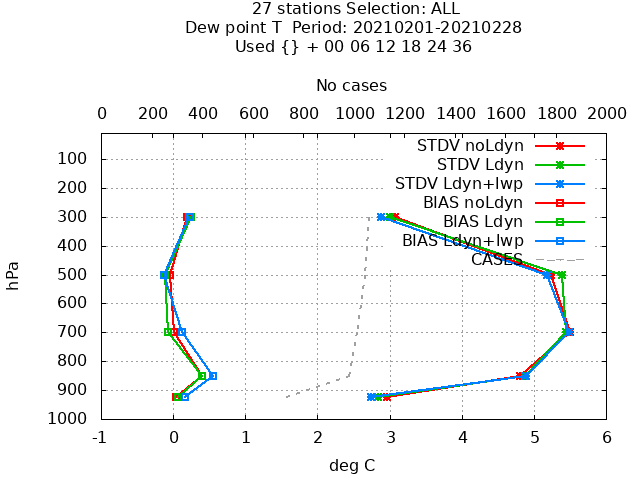 27 stations Selection: ALL
Dew point T  Period: 20210201-20210228
Used {} + 00 06 12 18 24 36
No cases
0 200 400 600 800 1000 1200 1400 1600 1800 2000
STDV noLdyn
STDV Ldyn
STDV Ldyn+lwp
BIAS noLdyn
BIAS Ldyn
BIAS Ldyn+lwp
CASES
hPa
100
200
300
400
500
600
700
800
900
1000
-1 0 1 2 3 4 5 6
deg C